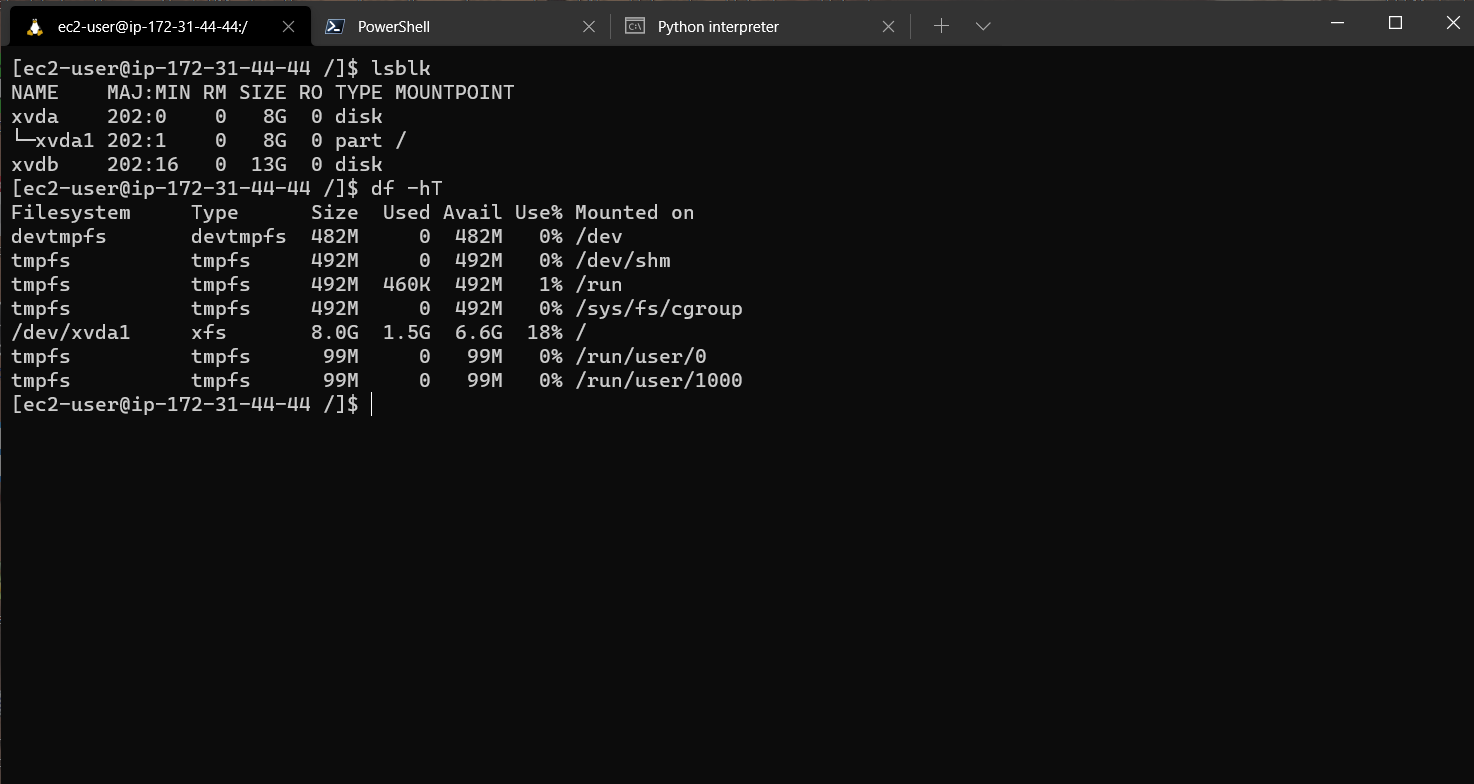 ec2-user@ip-172-31-44-44:/ PowerShell Python interpreter
[ec2-user@ip-172-31-44-44 /]$ lsblk
NAME    MAJ:MIN RM SIZE RO TYPE MOUNTPOINT
xvda    202:0    0   8G  0 disk
└─xvda1 202:1    0   8G  0 part /
xvdb    202:16   0  13G  0 disk
[ec2-user@ip-172-31-44-44 /]$ df -hT
Filesystem     Type      Size  Used Avail Use% Mounted on
devtmpfs       devtmpfs  482M     0  482M   0% /dev
tmpfs          tmpfs     492M     0  492M   0% /dev/shm
tmpfs          tmpfs     492M  460K  492M   1% /run
tmpfs          tmpfs     492M     0  492M   0% /sys/fs/cgroup
/dev/xvda1     xfs       8.0G  1.5G  6.6G  18% /
tmpfs          tmpfs      99M     0   99M   0% /run/user/0
tmpfs          tmpfs      99M     0   99M   0% /run/user/1000
[ec2-user@ip-172-31-44-44 /]$